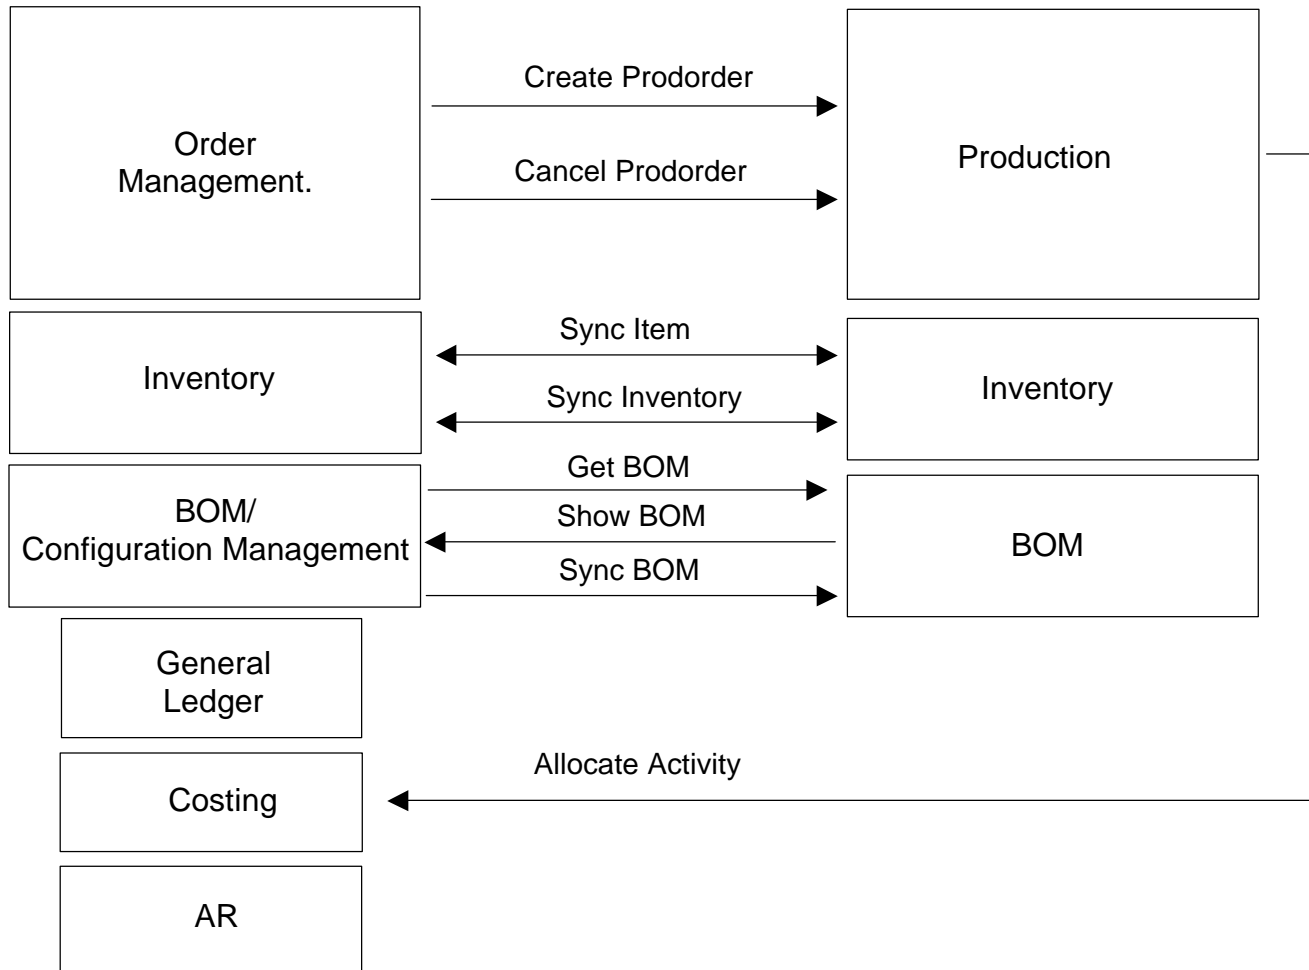 Create Prodorder
Order
Management.
Production
Cancel Prodorder
Sync Item
Inventory
Inventory
Sync Inventory
Get BOM
BOM/
Configuration Management
Show BOM
BOM
Sync BOM
General
Ledger
Allocate Activity
Costing
AR